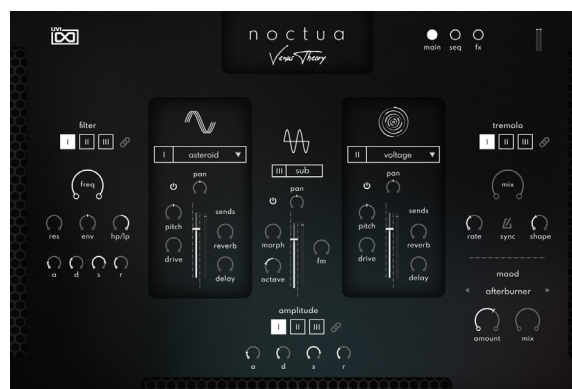 UVI
noctua
Venus Theory
main seq fx
filter
I II III
freq
res env hp/lp
a d s r
I asteroid
pan
sends
pitch
reverb
drive
delay
III sub
pan
morph
octave
fm
II voltage
pan
sends
pitch
reverb
drive
delay
tremolo
I II III
mix
rate sync shape
mood
afterburner
amount mix
amplitude
I II III
a d s r